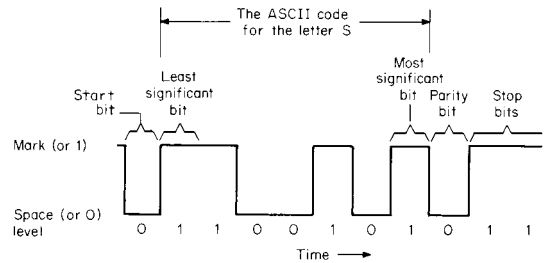 The ASCII code
for the letter S
Least
significant
bit
Start
bit
Most
significant
bit
Parity
bit
Stop
bits
Mark (or 1)
Space (or 0)
level
0 1 1 0 0 1 0 1 0 1 1
Time